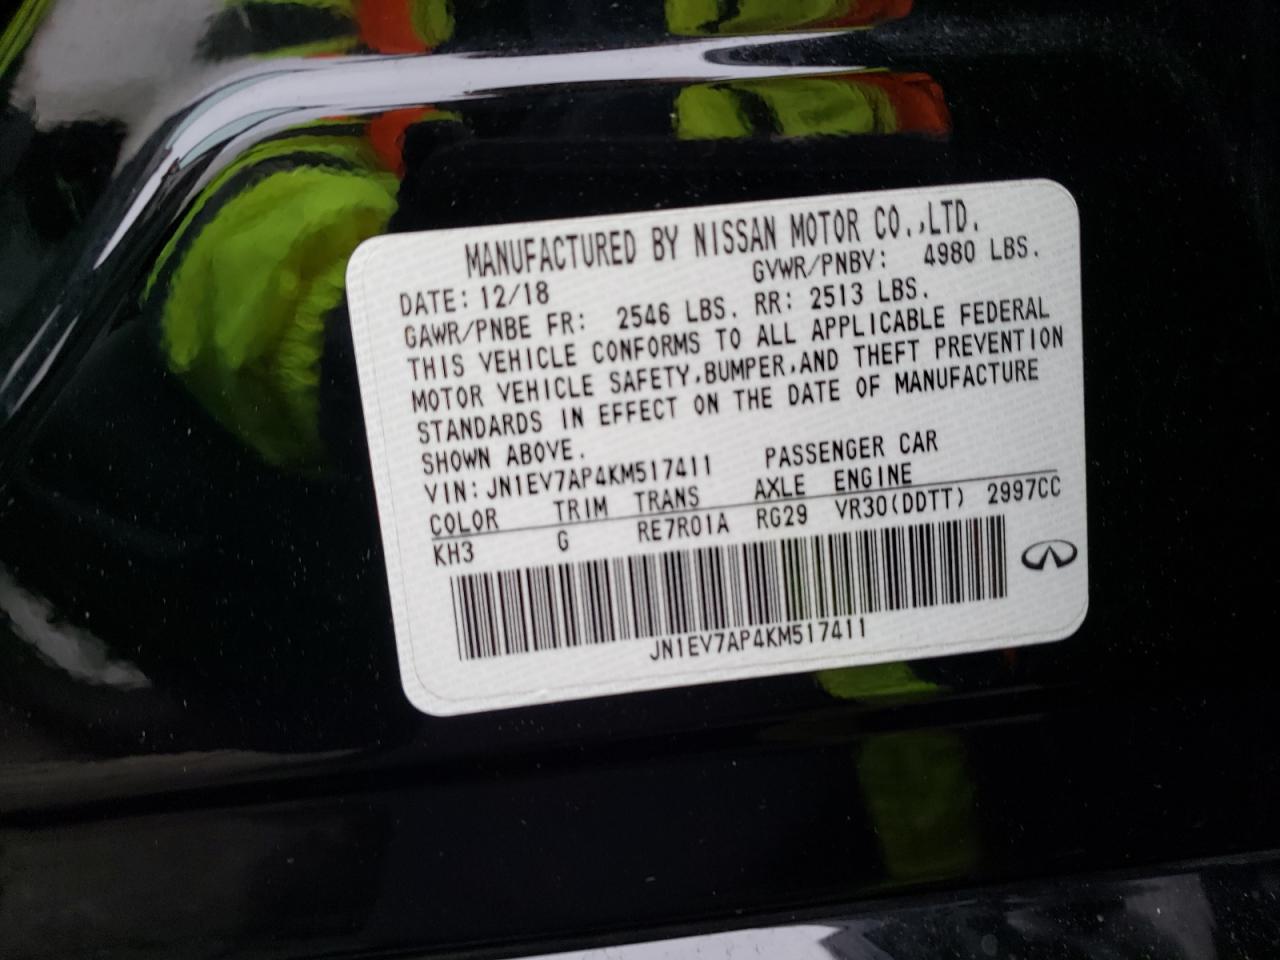 MANUFACTURED BY NISSAN MOTOR CO.,LTD.
DATE: 12/18 GVWR/PNBV: 4980 LBS.
GAWR/PNBE FR: 2546 LBS. RR: 2513 LBS.
THIS VEHICLE CONFORMS TO ALL APPLICABLE FEDERAL
MOTOR VEHICLE SAFETY,BUMPER,AND THEFT PREVENTION
STANDARDS IN EFFECT ON THE DATE OF MANUFACTURE
SHOWN ABOVE.
VIN: JN1EV7AP4KM517411 PASSENGER CAR
COLOR TRIM TRANS AXLE ENGINE
KH3 G RE7R01A RG29 VR30(DDTT) 2997CC
JN1EV7AP4KM517411